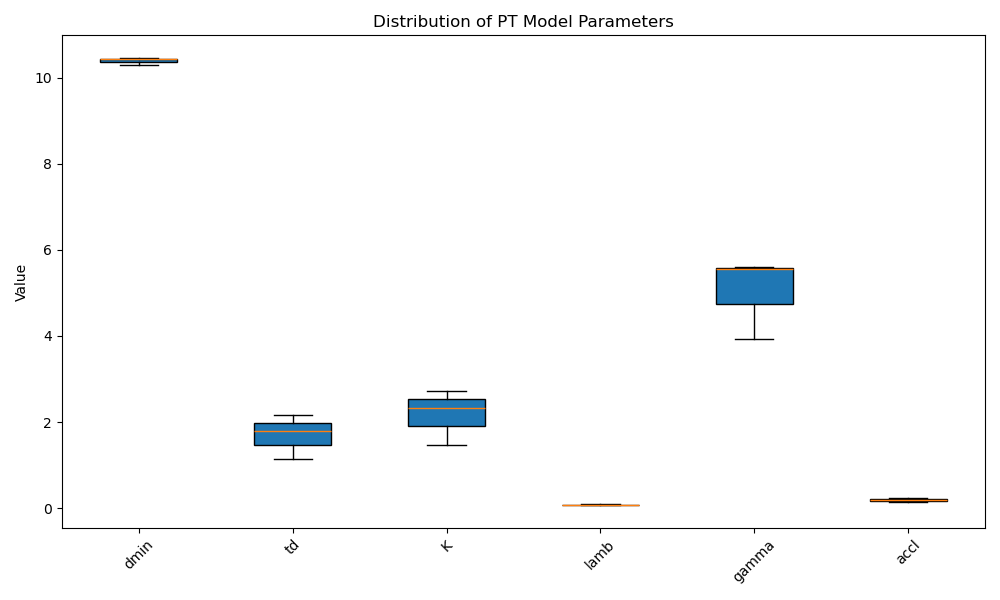 Distribution of PT Model Parameters
Value
10
8
6
4
2
0
dmin
td
K
lamb
gamma
accl